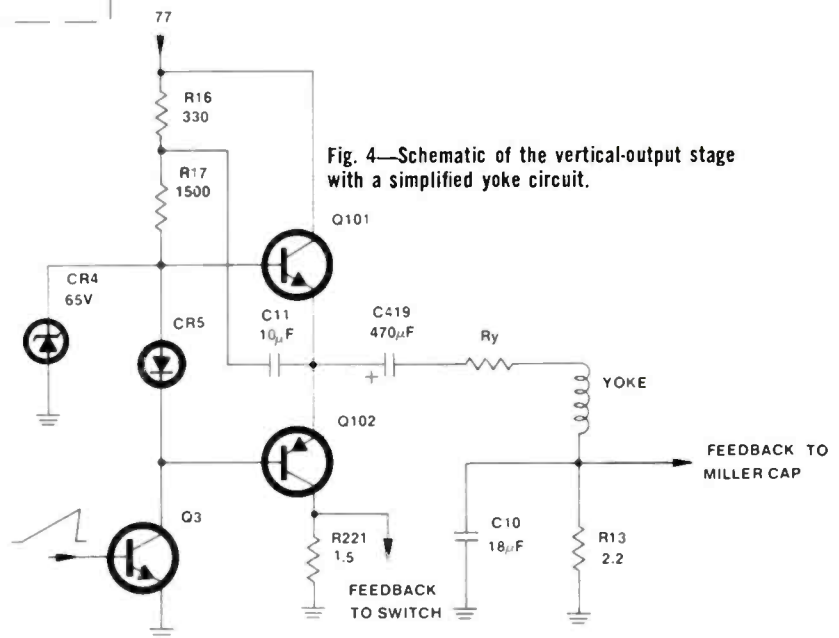 77
R16
330
Fig. 4—Schematic of the vertical-output stage
with a simplified yoke circuit.
R17
1500
Q101
CR4
65V
CR5
C11
10µF
C419
470µF
Ry
+
YOKE
Q102
FEEDBACK TO
MILLER CAP
Q3
R221
1.5
C10
18µF
R13
2.2
FEEDBACK
TO SWITCH